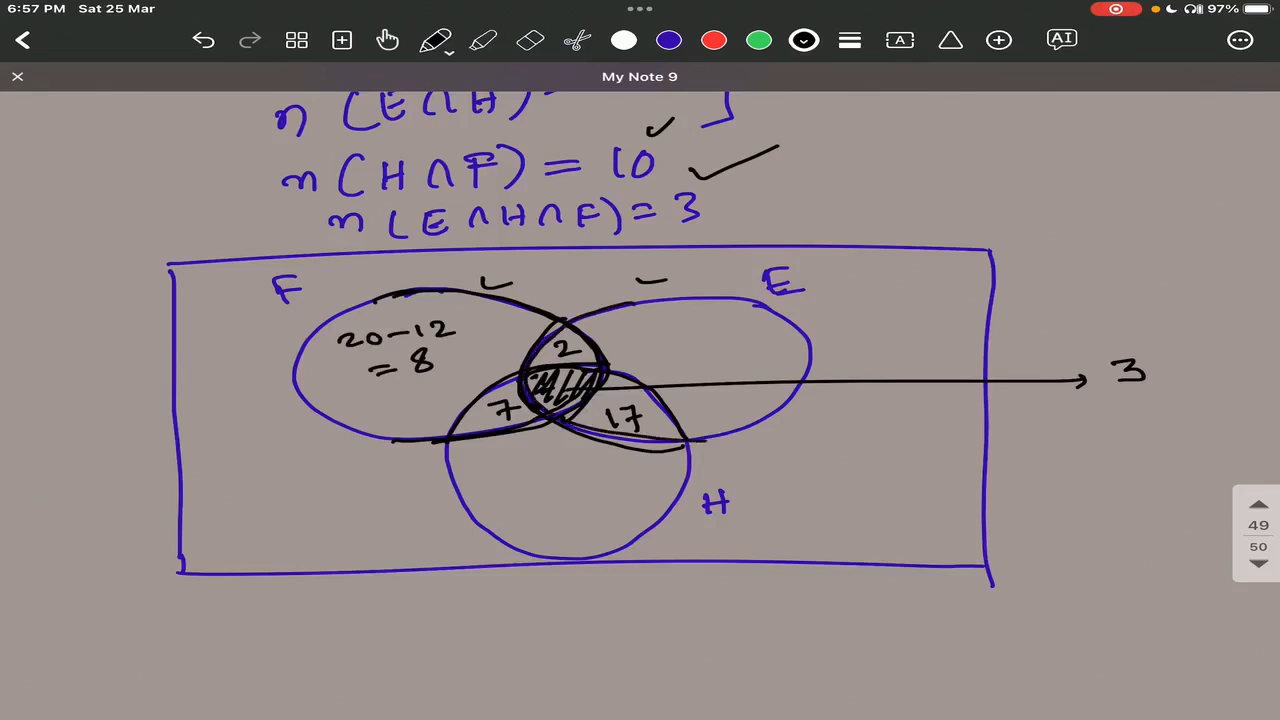 6:57 PM Sat 25 Mar
97%
A
AI
My Note 9
n (E ∩ H) =
n (H ∩ F) = 10
n (E ∩ H ∩ F) = 3
F
E
20-12
= 8
2
3
7
17
H
49
50